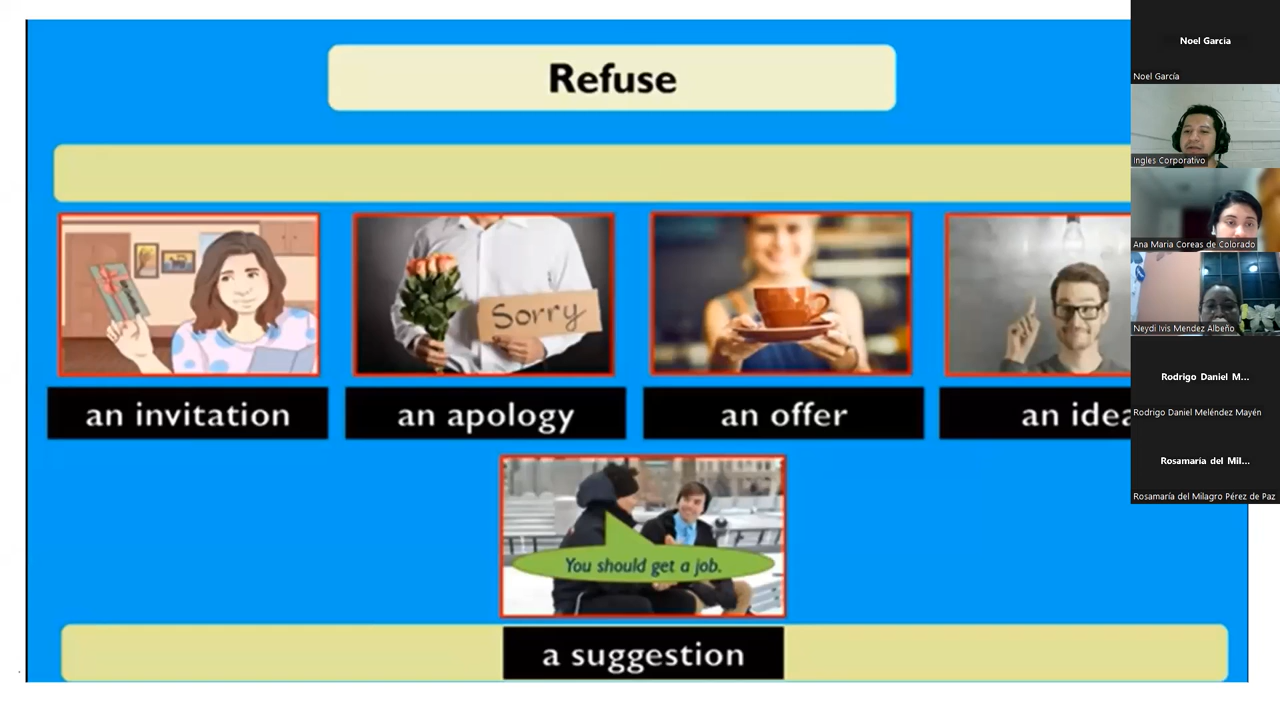 Refuse
Sorry
an invitation
an apology
an offer
an idea
You should get a job.
a suggestion
Noel Garcia
Noel García
Ingles Corporativo
Ana Maria Coreas de Colorado
Neydi Ivis Mendez Albeño
Rodrigo Daniel M...
Rodrigo Daniel Meléndez Mayén
Rosamaría del Mil...
Rosamaría del Milagro Pérez de Paz